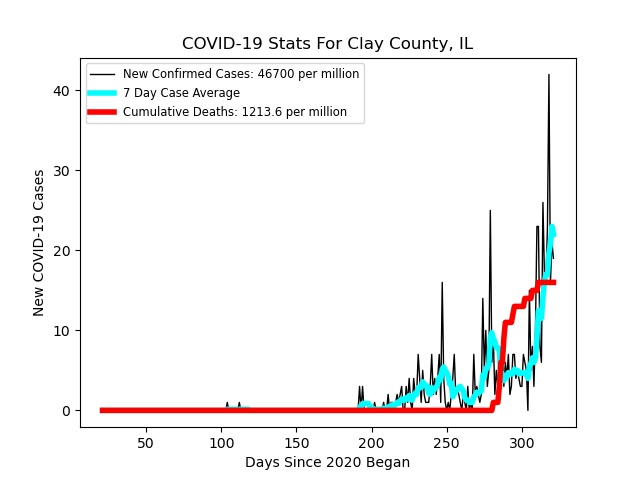 COVID-19 Stats For Clay County, IL
New Confirmed Cases: 46700 per million
7 Day Case Average
Cumulative Deaths: 1213.6 per million
New COVID-19 Cases
40
30
20
10
0
50 100 150 200 250 300
Days Since 2020 Began